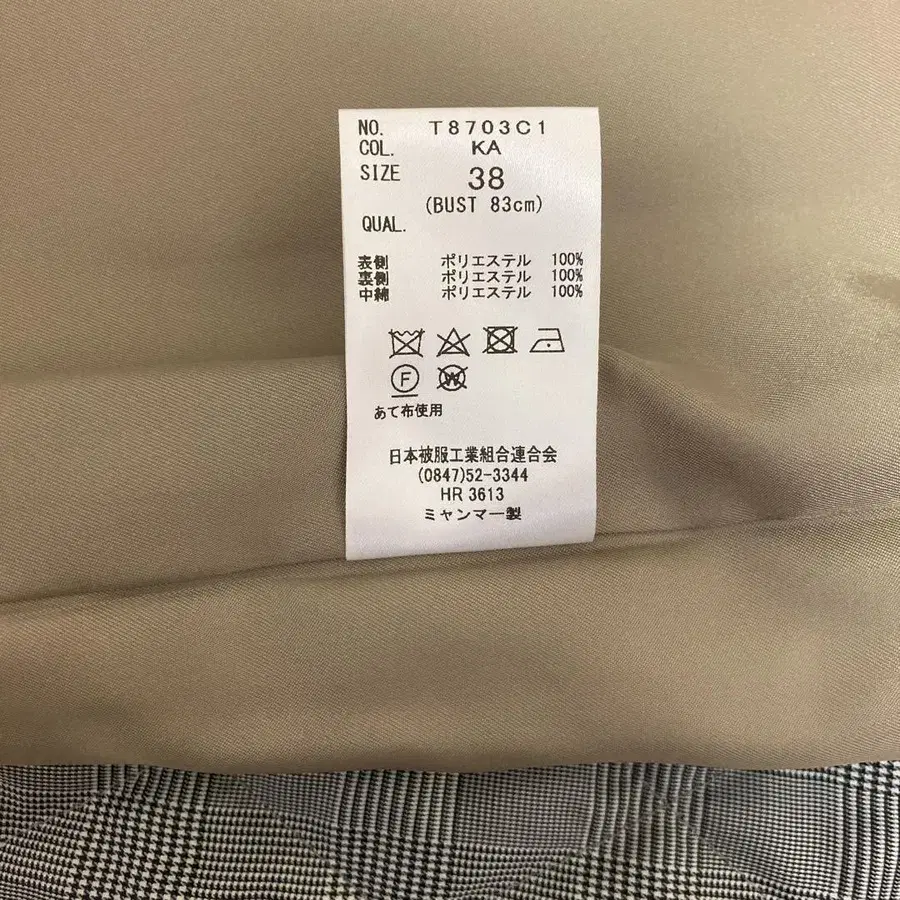 NO. T8703C1
COL. KA
SIZE 38
(BUST 83cm)
QUAL.
表側 ポリエステル 100%
裏側 ポリエステル 100%
中綿 ポリエステル 100%
F W
あて布使用
日本被服工業組合連合会
(0847)52-3344
HR 3613
ミャンマー製